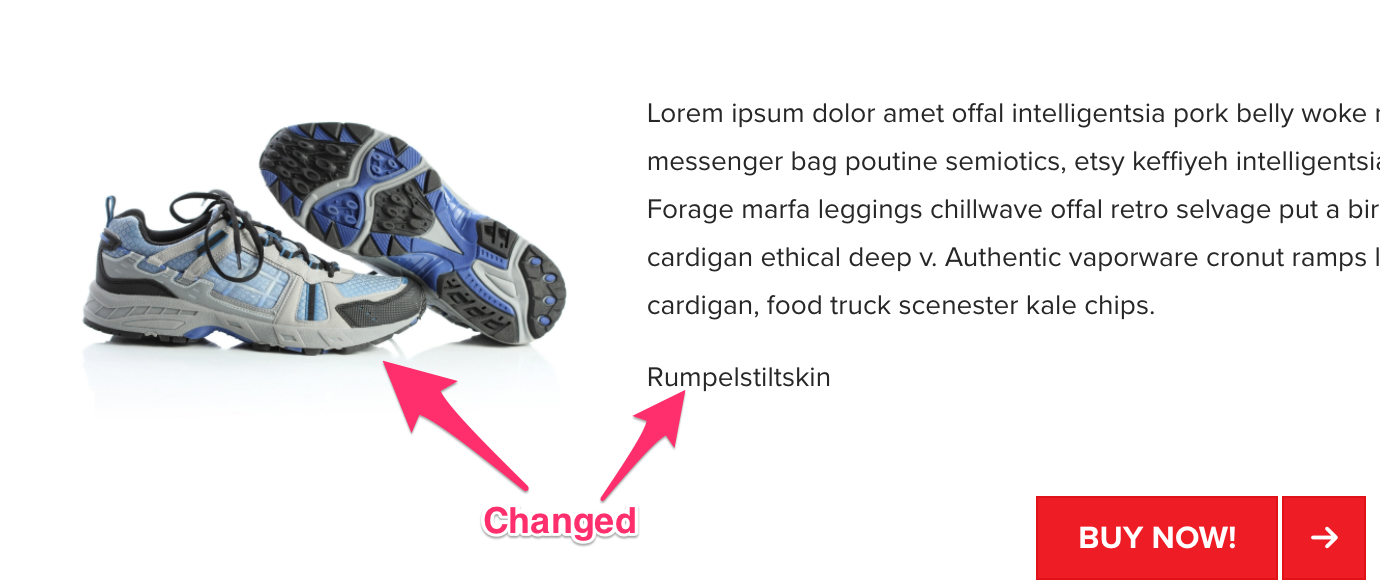 Lorem ipsum dolor amet offal intelligentsia pork belly woke
messenger bag poutine semiotics, etsy keffiyeh intelligentsia
Forage marfa leggings chillwave offal retro selvage put a
cardigan ethical deep v. Authentic vaporware cronut ramps
cardigan, food truck scenester kale chips.
Rumpelstiltskin
Changed
BUY NOW!